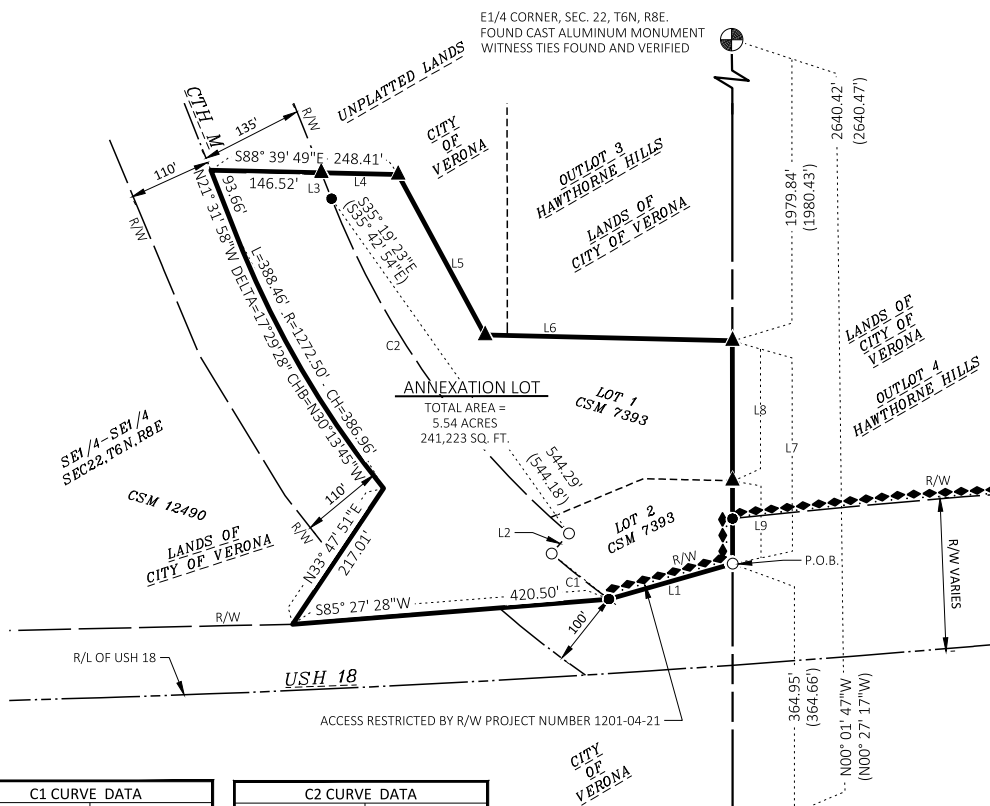 E1/4 CORNER, SEC. 22, T6N, R8E.
FOUND CAST ALUMINUM MONUMENT
WITNESS TIES FOUND AND VERIFIED
CTH M
135'
R/W
UNPLATTED LANDS
CITY
OF
VERONA
OUTLOT 3
HAWTHORNE HILLS
LANDS OF
CITY OF VERONA
2640.42'
(2640.47')
1979.84'
(1980.43')
110'
R/W
S88° 39' 49"E 248.41'
146.52'
L3
L4
93.66'
N21° 31' 58"W
S35° 19' 23"E
(S35° 42' 54"E)
L5
L6
L=388.46' R=1272.50' CH=386.96'
DELTA=17°29'28" CHB=N30°13'45"W
C2
LANDS OF
CITY OF
VERONA
OUTLOT 4
HAWTHORNE HILLS
ANNEXATION LOT
TOTAL AREA =
5.54 ACRES
241,223 SQ. FT.
LOT 1
CSM 7393
L8
L7
SE1/4-SE1/4
SEC22,T6N,R8E
CSM 12490
LANDS OF
CITY OF VERONA
110'
R/W
544.29'
(544.18')
R/W
LOT 2
CSM 7393
L2
L9
R/W
N33° 47' 51"E
217.01'
C1
L1
P.O.B.
R/W VARIES
S85° 27' 28"W 420.50'
R/W
100'
R/L OF USH 18
USH 18
364.95'
(364.66')
N00° 01' 47"W
(N00° 27' 17"W)
ACCESS RESTRICTED BY R/W PROJECT NUMBER 1201-04-21
CITY
OF
VERONA
C1 CURVE DATA
C2 CURVE DATA